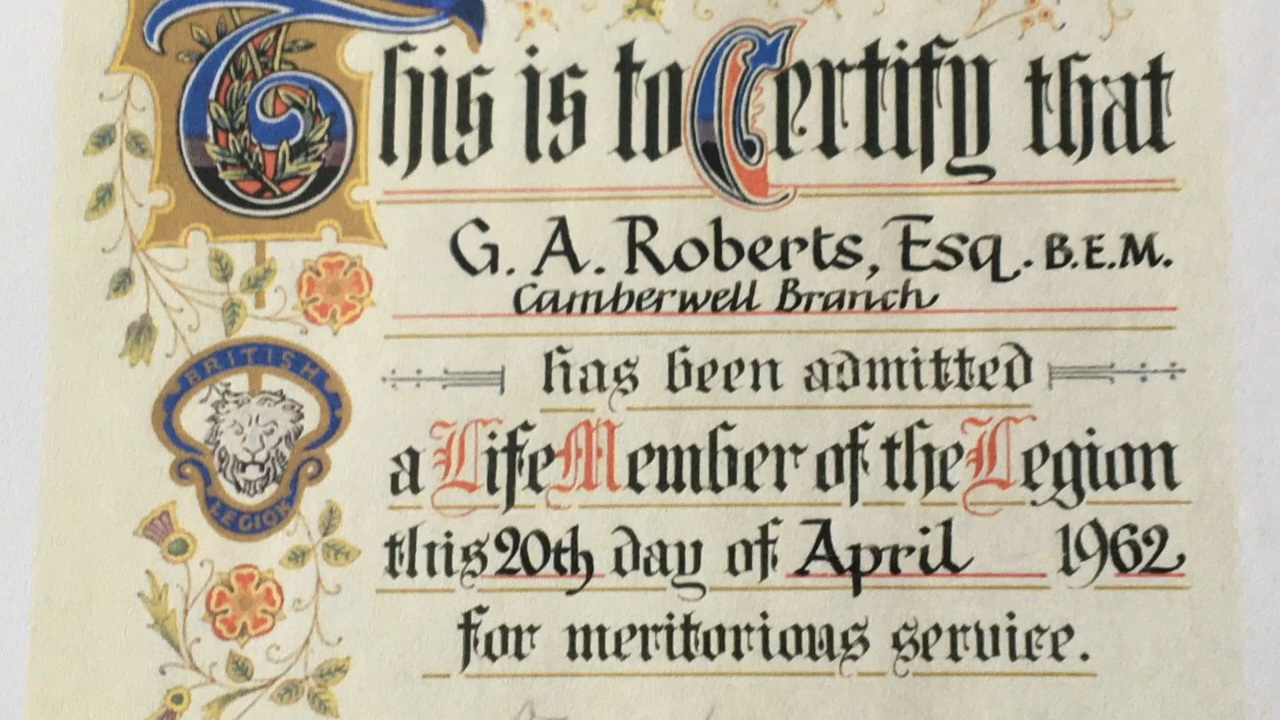 This is to Certify that
G. A. Roberts, Esq. B.E.M.
Camberwell Branch
has been admitted
BRITISH
LEGION
a Life Member of the Legion
this 20th day of April 1962
for meritorious service.